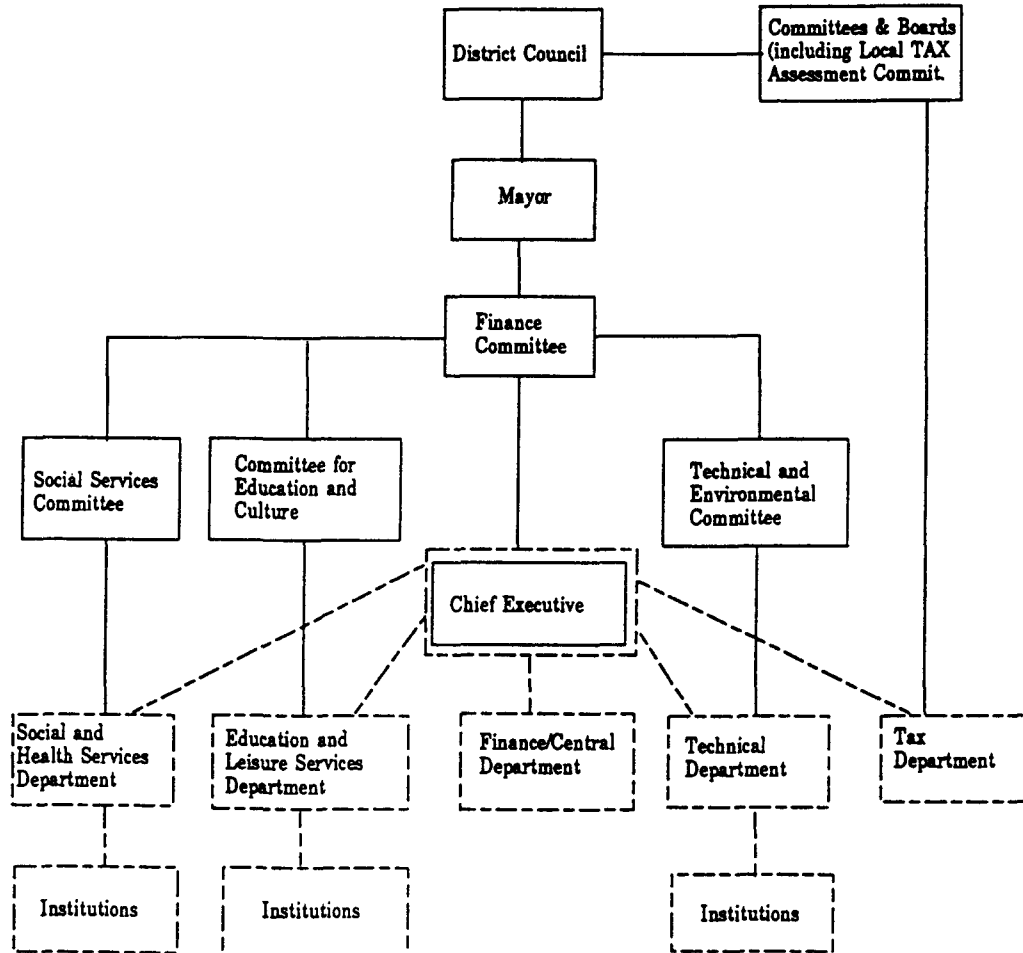 District Council
Committees & Boards
(including Local TAX
Assessment Commit.
Mayor
Finance
Committee
Social Services
Committee
Committee for
Education and
Culture
Technical and
Environmental
Committee
Chief Executive
Social and
Health Services
Department
Education and
Leisure Services
Department
Finance/Central
Department
Technical
Department
Tax
Department
Institutions
Institutions
Institutions